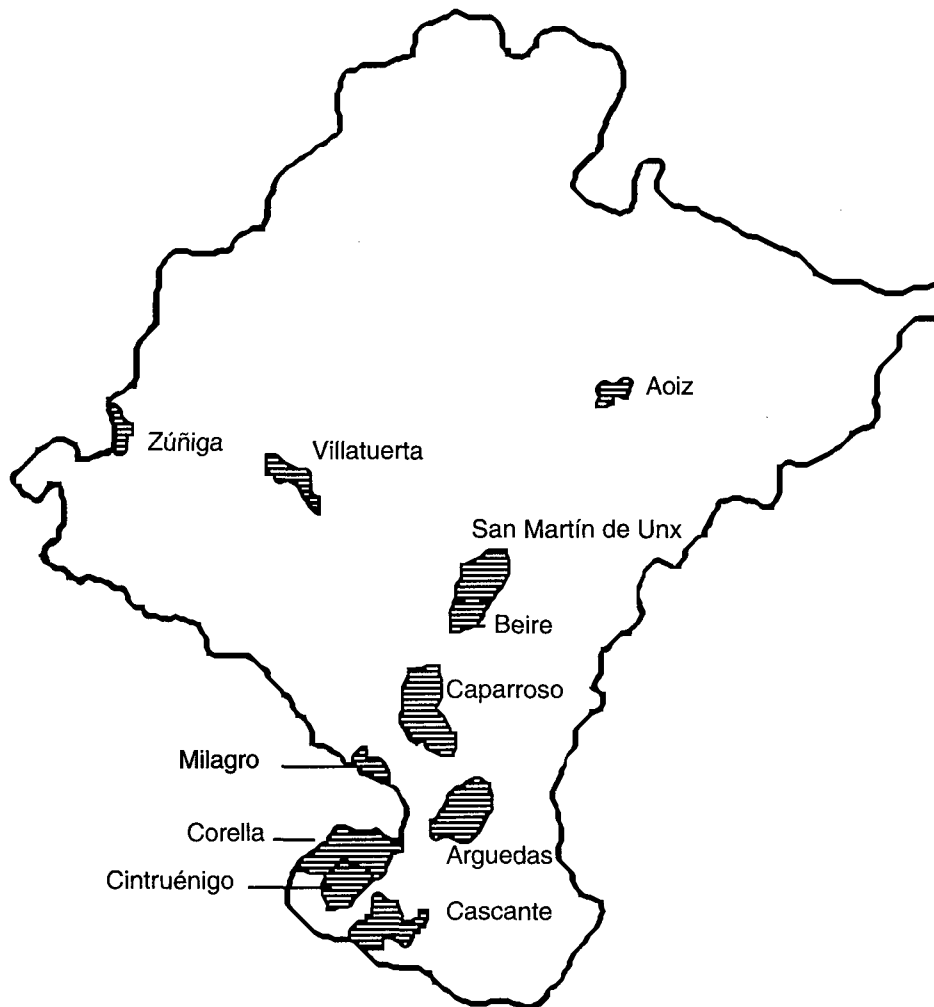 Aoiz
Zúñiga
Villatuerta
San Martín de Unx
Beire
Caparroso
Milagro
Corella
Arguedas
Cintruénigo
Cascante